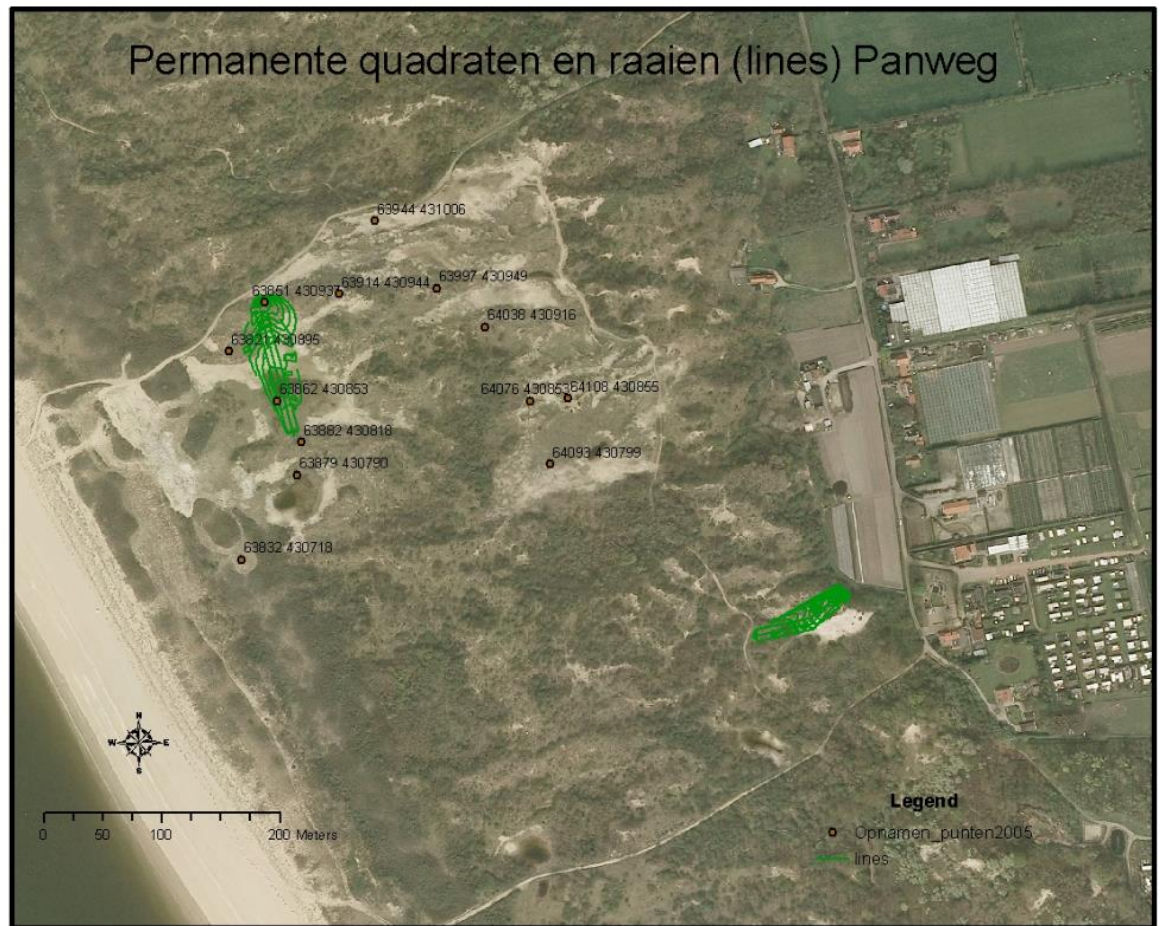 Permanente quadraten en raaien (lines) Panweg
63944 431006
63914 430944
63997 430949
63851 430937
64038 430916
63821 430895
63862 430853
64076 430853
64108 430855
63882 430818
63879 430790
64093 430799
63832 430718
N
W E
S
0 50 100 200 Meters
Legend
Opnamen_punten2005
lines